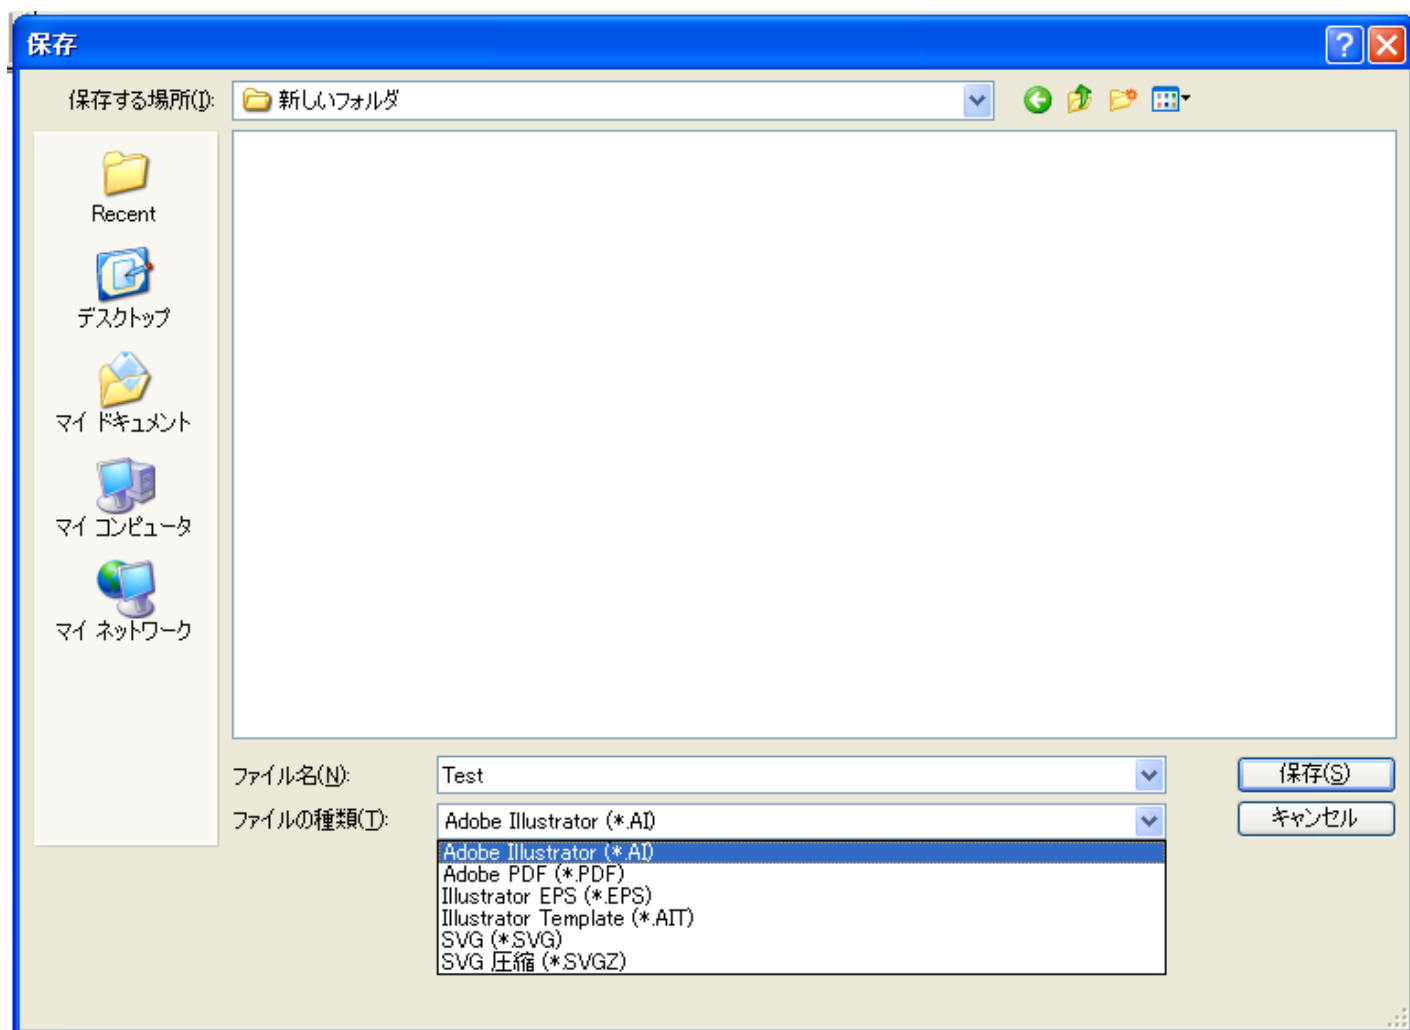 保存
保存する場所(I):
新しいフォルダ
Recent
デスクトップ
マイ ドキュメント
マイ コンピュータ
マイ ネットワーク
ファイル名(N):
Test
保存(S)
ファイルの種類(T):
Adobe Illustrator (*.AI)
キャンセル
Adobe Illustrator (*.AI)
Adobe PDF (*.PDF)
Illustrator EPS (*.EPS)
Illustrator Template (*.AIT)
SVG (*.SVG)
SVG 圧縮 (*.SVGZ)